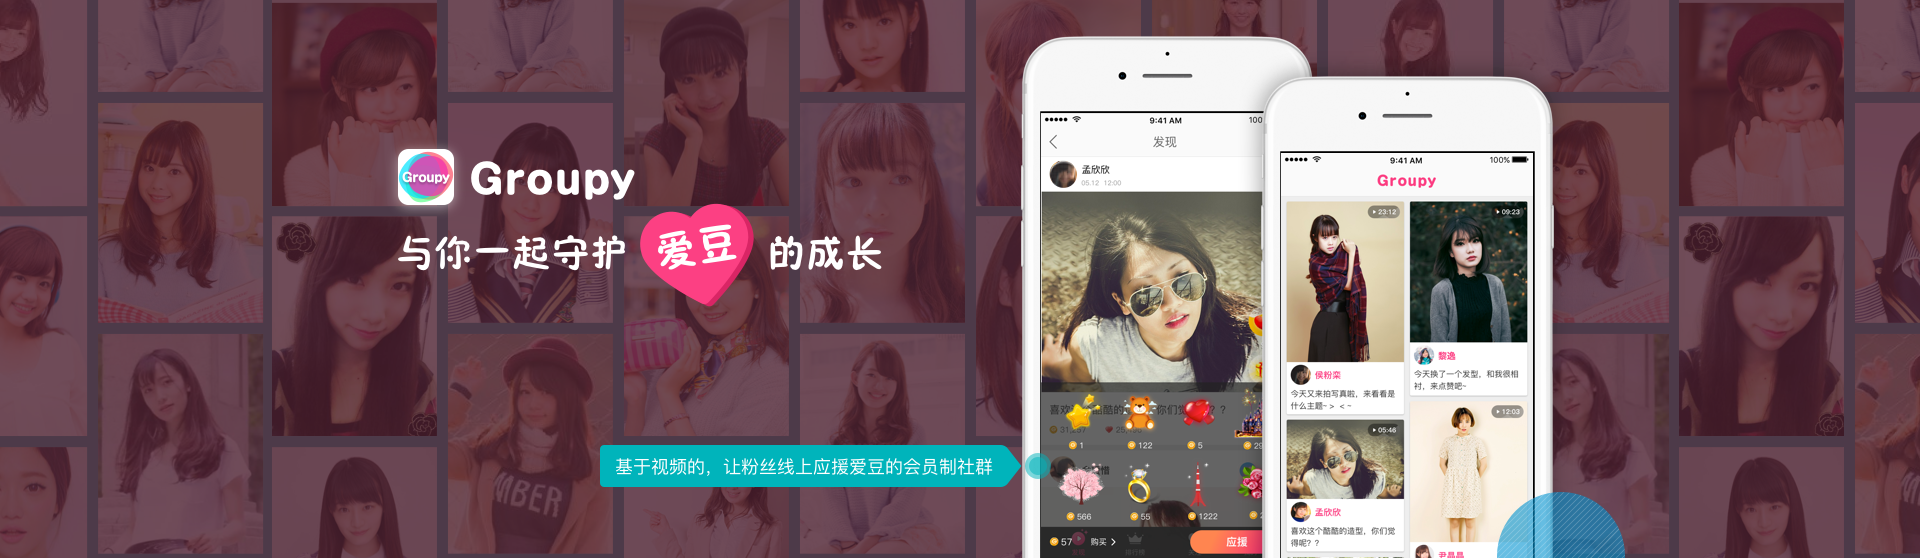 Groupy
Groupy
与你一起守护 爱豆 的成长
基于视频的，让粉丝线上应援爱豆的会员制社群
9:41 AM
100
发现
孟欣欣
05.12 12:00
1
122
5
566
55
1222
57
购买
应援
9:41 AM
100%
Groupy
23:12
侯粉栾
今天又来拍写真啦，来看看是
什么主题~ > < ~
09:23
黎逸
今天换了一个发型，和我很相
衬，来点赞吧~
05:46
孟欣欣
喜欢这个酷酷的造型，你们觉
得呢？？
12:03
尹晶晶